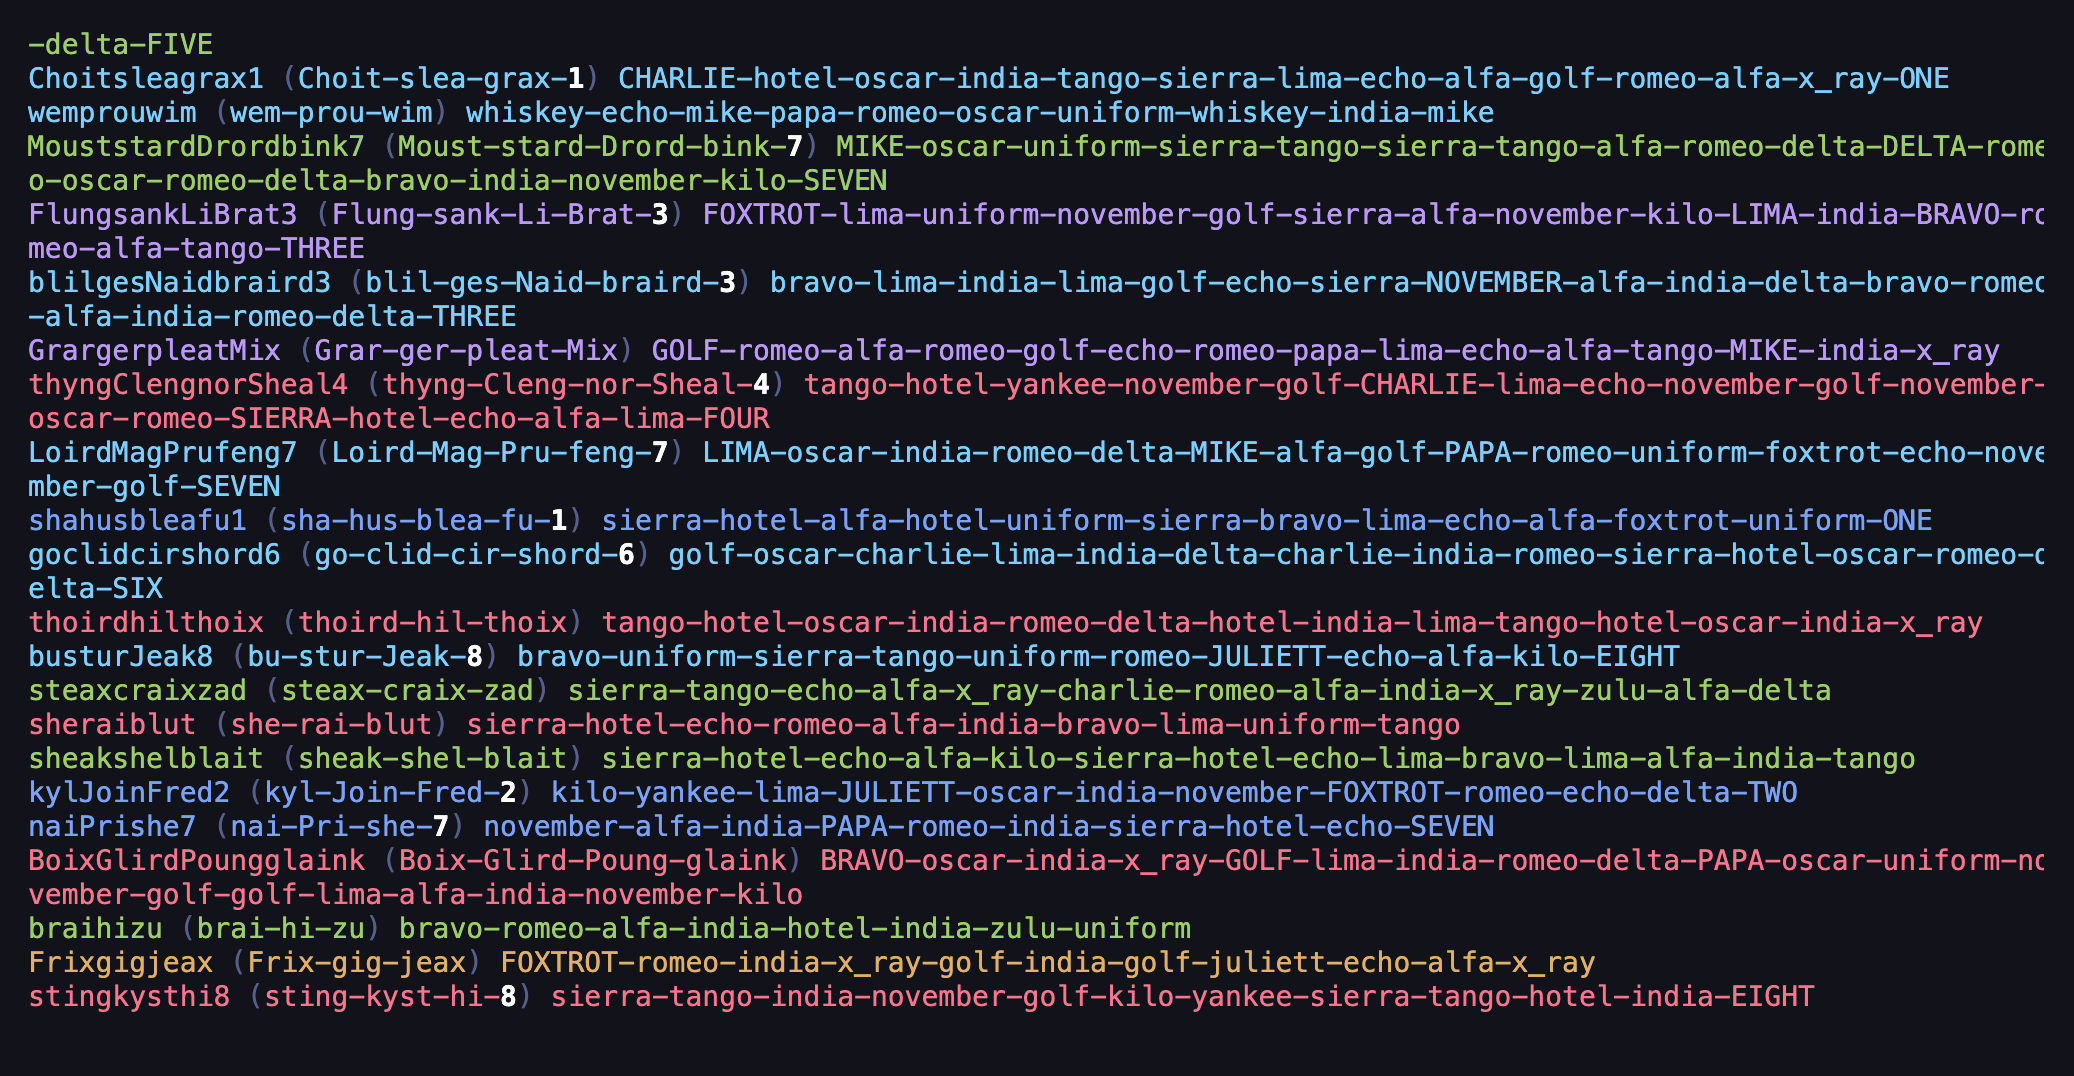 -delta-FIVE
Choitsleagrax1 (Choit-slea-grax-1) CHARLIE-hotel-oscar-india-tango-sierra-lima-echo-alfa-golf-romeo-alfa-x_ray-ONE
wemprouwim (wem-prou-wim) whiskey-echo-mike-papa-romeo-oscar-uniform-whiskey-india-mike
MouststardDrordbink7 (Moust-stard-Drord-bink-7) MIKE-oscar-uniform-sierra-tango-sierra-tango-alfa-romeo-delta-DELTA-rome
o-oscar-romeo-delta-bravo-india-november-kilo-SEVEN
FlungsankLiBrat3 (Flung-sank-Li-Brat-3) FOXTROT-lima-uniform-november-golf-sierra-alfa-november-kilo-LIMA-india-BRAVO-ro
meo-alfa-tango-THREE
blilgesNaidbraird3 (blil-ges-Naid-braird-3) bravo-lima-india-lima-golf-echo-sierra-NOVEMBER-alfa-india-delta-bravo-romeo
-alfa-india-romeo-delta-THREE
GrargerpleatMix (Grar-ger-pleat-Mix) GOLF-romeo-alfa-romeo-golf-echo-romeo-papa-lima-echo-alfa-tango-MIKE-india-x_ray
thyngClengnorSheal4 (thyng-Cleng-nor-Sheal-4) tango-hotel-yankee-november-golf-CHARLIE-lima-echo-november-golf-november-
oscar-romeo-SIERRA-hotel-echo-alfa-lima-FOUR
LoirdMagPrufeng7 (Loird-Mag-Pru-feng-7) LIMA-oscar-india-romeo-delta-MIKE-alfa-golf-PAPA-romeo-uniform-foxtrot-echo-nove
mber-golf-SEVEN
shahusbleafu1 (sha-hus-blea-fu-1) sierra-hotel-alfa-hotel-uniform-sierra-bravo-lima-echo-alfa-foxtrot-uniform-ONE
goclidcirshord6 (go-clid-cir-shord-6) golf-oscar-charlie-lima-india-delta-charlie-india-romeo-sierra-hotel-oscar-romeo-d
elta-SIX
thoirdhilthoix (thoird-hil-thoix) tango-hotel-oscar-india-romeo-delta-hotel-india-lima-tango-hotel-oscar-india-x_ray
busturJeak8 (bu-stur-Jeak-8) bravo-uniform-sierra-tango-uniform-romeo-JULIETT-echo-alfa-kilo-EIGHT
steaxcraixzad (steax-craix-zad) sierra-tango-echo-alfa-x_ray-charlie-romeo-alfa-india-x_ray-zulu-alfa-delta
sheraiblut (she-rai-blut) sierra-hotel-echo-romeo-alfa-india-bravo-lima-uniform-tango
sheakshelblait (sheak-shel-blait) sierra-hotel-echo-alfa-kilo-sierra-hotel-echo-lima-bravo-lima-alfa-india-tango
kylJoinFred2 (kyl-Join-Fred-2) kilo-yankee-lima-JULIETT-oscar-india-november-FOXTROT-romeo-echo-delta-TWO
naiPrishe7 (nai-Pri-she-7) november-alfa-india-PAPA-romeo-india-sierra-hotel-echo-SEVEN
BoixGlirdPoungglaink (Boix-Glird-Poung-glaink) BRAVO-oscar-india-x_ray-GOLF-lima-india-romeo-delta-PAPA-oscar-uniform-no
vember-golf-golf-lima-alfa-india-november-kilo
braihizu (brai-hi-zu) bravo-romeo-alfa-india-hotel-india-zulu-uniform
Frixgigjeax (Frix-gig-jeax) FOXTROT-romeo-india-x_ray-golf-india-golf-juliett-echo-alfa-x_ray
stingkysthi8 (sting-kyst-hi-8) sierra-tango-india-november-golf-kilo-yankee-sierra-tango-hotel-india-EIGHT